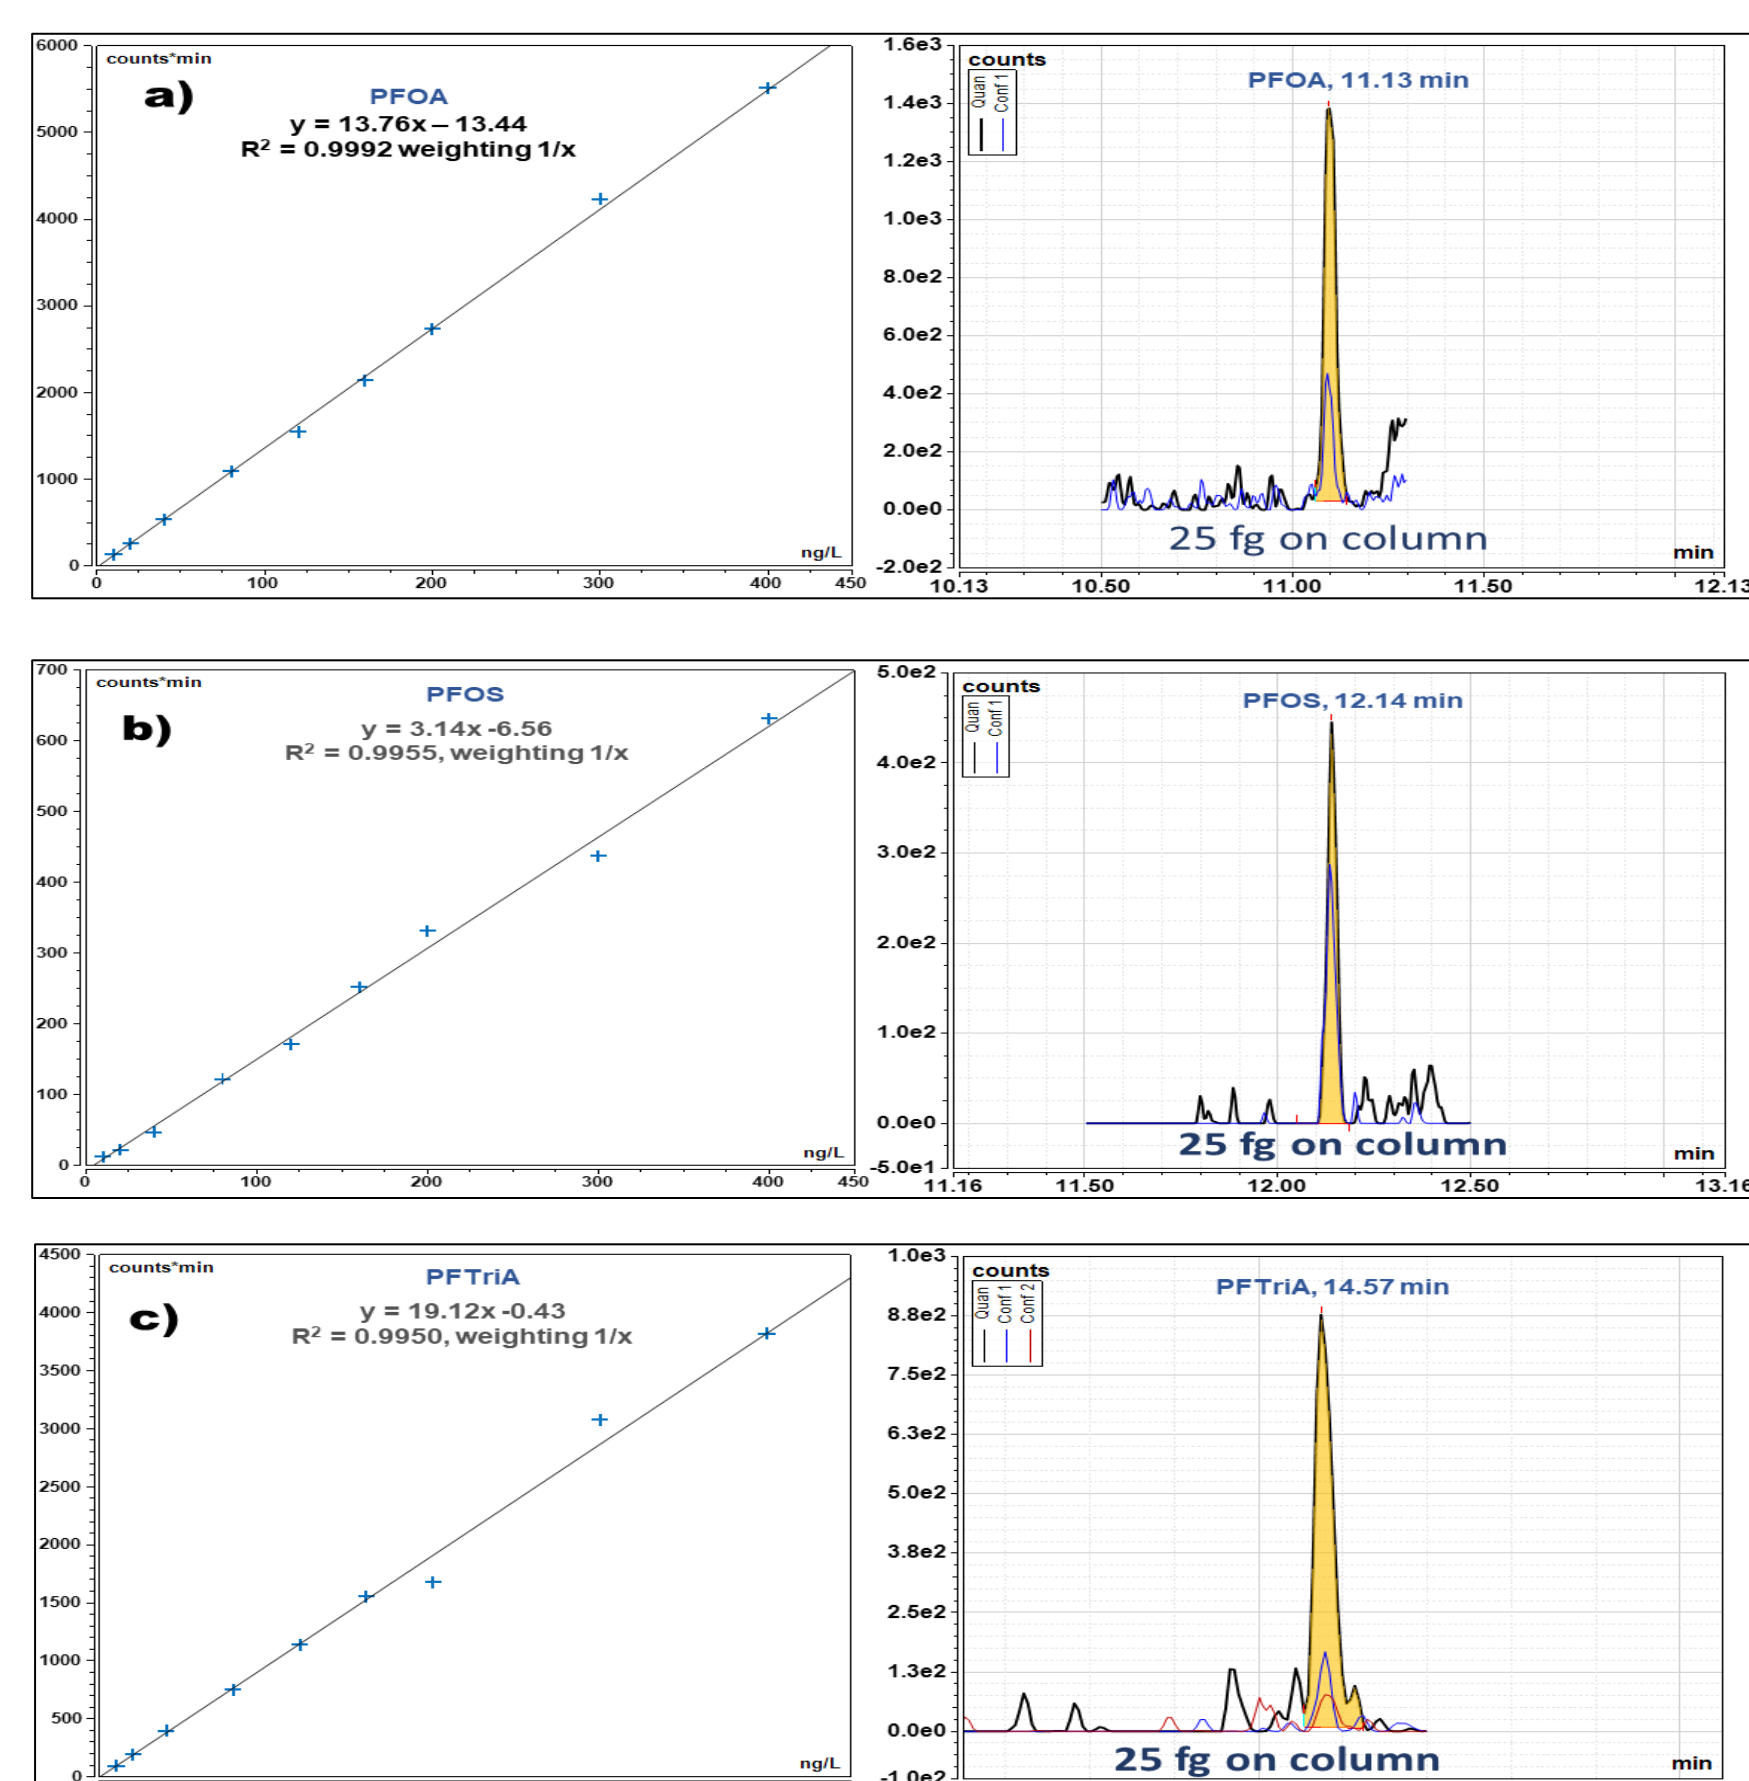 6000
counts*min
a)
PFOA
y = 13.76x – 13.44
R² = 0.9992 weighting 1/x
5000
4000
3000
2000
1000
0
ng/L
0 100 200 300 400 450
1.6e3
counts
Quan
Conf 1
PFOA, 11.13 min
1.4e3
1.2e3
1.0e3
8.0e2
6.0e2
4.0e2
2.0e2
0.0e0
25 fg on column
min
-2.0e2
10.13 10.50 11.00 11.50 12.13
700
counts*min
b)
PFOS
y = 3.14x -6.56
R² = 0.9955, weighting 1/x
600
500
400
300
200
100
0
ng/L
0 100 200 300 400 450
5.0e2
counts
Quan
Conf 1
PFOS, 12.14 min
4.0e2
3.0e2
2.0e2
1.0e2
0.0e0
25 fg on column
min
-5.0e1
11.16 11.50 12.00 12.50 13.16
4500
counts*min
c)
PFTriA
y = 19.12x -0.43
R² = 0.9950, weighting 1/x
4000
3500
3000
2500
2000
1500
1000
500
0
ng/L
1.0e3
counts
Quan
Conf 1
Conf 2
PFTriA, 14.57 min
8.8e2
7.5e2
6.3e2
5.0e2
3.8e2
2.5e2
1.3e2
0.0e0
25 fg on column
min
-1.0e2